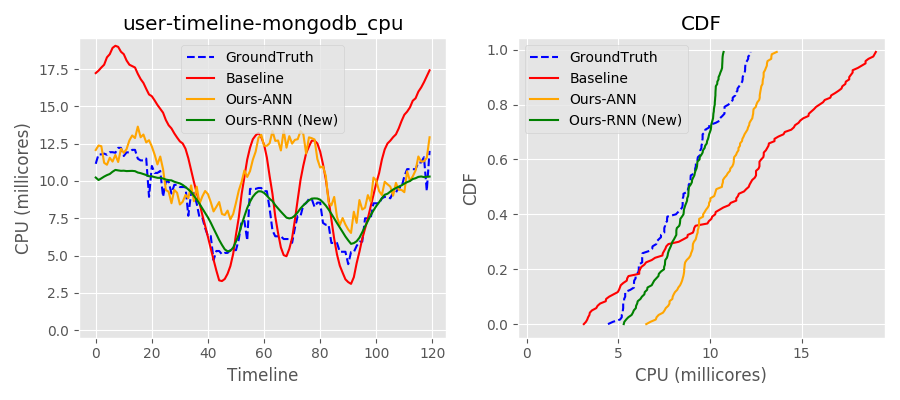 user-timeline-mongodb_cpu
CPU (millicores)
17.5
15.0
12.5
10.0
7.5
5.0
2.5
0.0
GroundTruth
Baseline
Ours-ANN
Ours-RNN (New)
0
20
40
60
80
100
120
Timeline
CDF
CDF
1.0
0.8
0.6
0.4
0.2
0.0
GroundTruth
Baseline
Ours-ANN
Ours-RNN (New)
0
5
10
15
CPU (millicores)